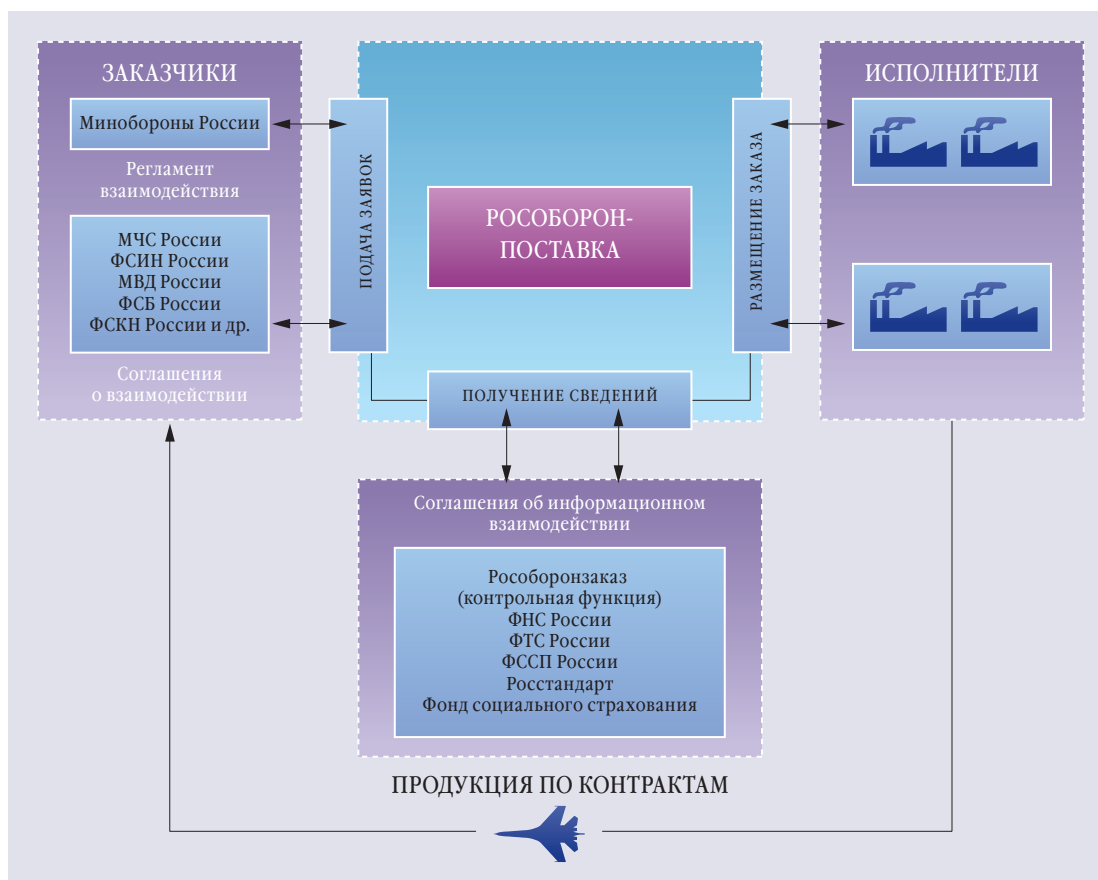 ЗАКАЗЧИКИ
Минобороны России
Регламент
взаимодействия
МЧС России
ФСИН России
МВД России
ФСБ России
ФСКН России и др.
Соглашения
о взаимодействии
ПОДАЧА ЗАЯВОК
РОСОБОРОН-
ПОСТАВКА
РАЗМЕЩЕНИЕ ЗАКАЗА
ИСПОЛНИТЕЛИ
ПОЛУЧЕНИЕ СВЕДЕНИЙ
Соглашения об информационном
взаимодействии
Рособоронзаказ
(контрольная функция)
ФНС России
ФТС России
ФССП России
Росстандарт
Фонд социального страхования
ПРОДУКЦИЯ ПО КОНТРАКТАМ